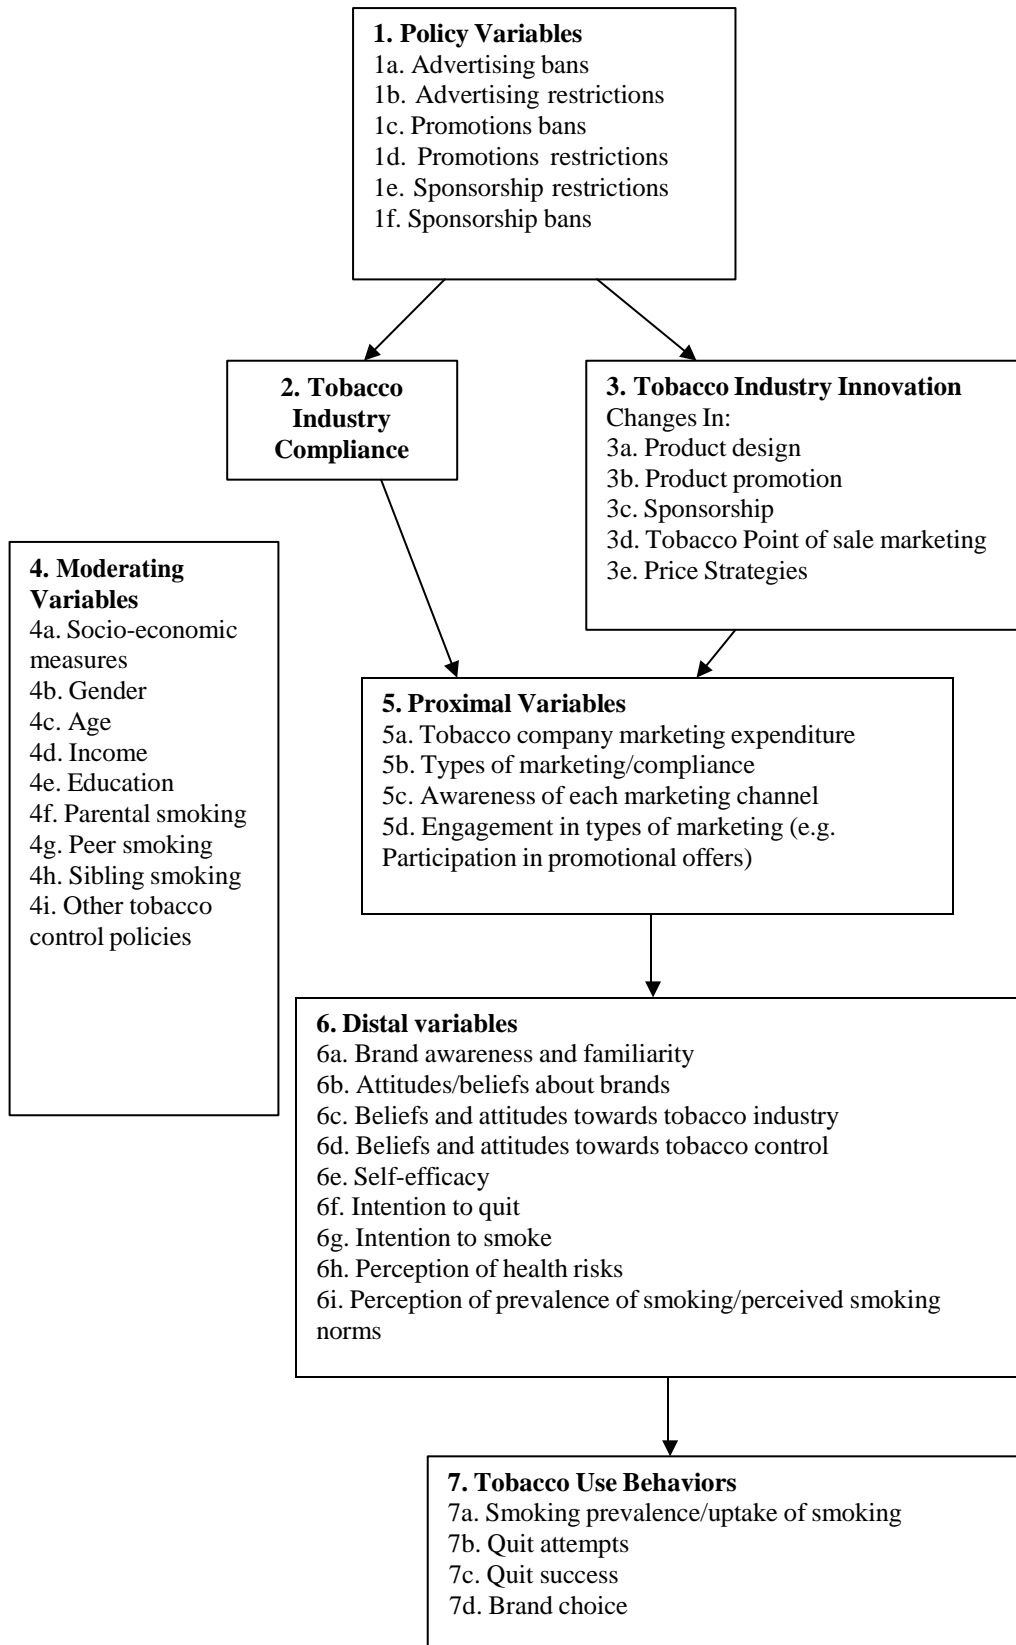 1. Policy Variables
1a. Advertising bans
1b. Advertising restrictions
1c. Promotions bans
1d. Promotions restrictions
1e. Sponsorship restrictions
1f. Sponsorship bans
2. Tobacco
Industry
Compliance
3. Tobacco Industry Innovation
Changes In:
3a. Product design
3b. Product promotion
3c. Sponsorship
3d. Tobacco Point of sale marketing
3e. Price Strategies
4. Moderating
Variables
4a. Socio-economic
measures
4b. Gender
4c. Age
4d. Income
4e. Education
4f. Parental smoking
4g. Peer smoking
4h. Sibling smoking
4i. Other tobacco
control policies
5. Proximal Variables
5a. Tobacco company marketing expenditure
5b. Types of marketing/compliance
5c. Awareness of each marketing channel
5d. Engagement in types of marketing (e.g.
Participation in promotional offers)
6. Distal variables
6a. Brand awareness and familiarity
6b. Attitudes/beliefs about brands
6c. Beliefs and attitudes towards tobacco industry
6d. Beliefs and attitudes towards tobacco control
6e. Self-efficacy
6f. Intention to quit
6g. Intention to smoke
6h. Perception of health risks
6i. Perception of prevalence of smoking/perceived smoking
norms
7. Tobacco Use Behaviors
7a. Smoking prevalence/uptake of smoking
7b. Quit attempts
7c. Quit success
7d. Brand choice